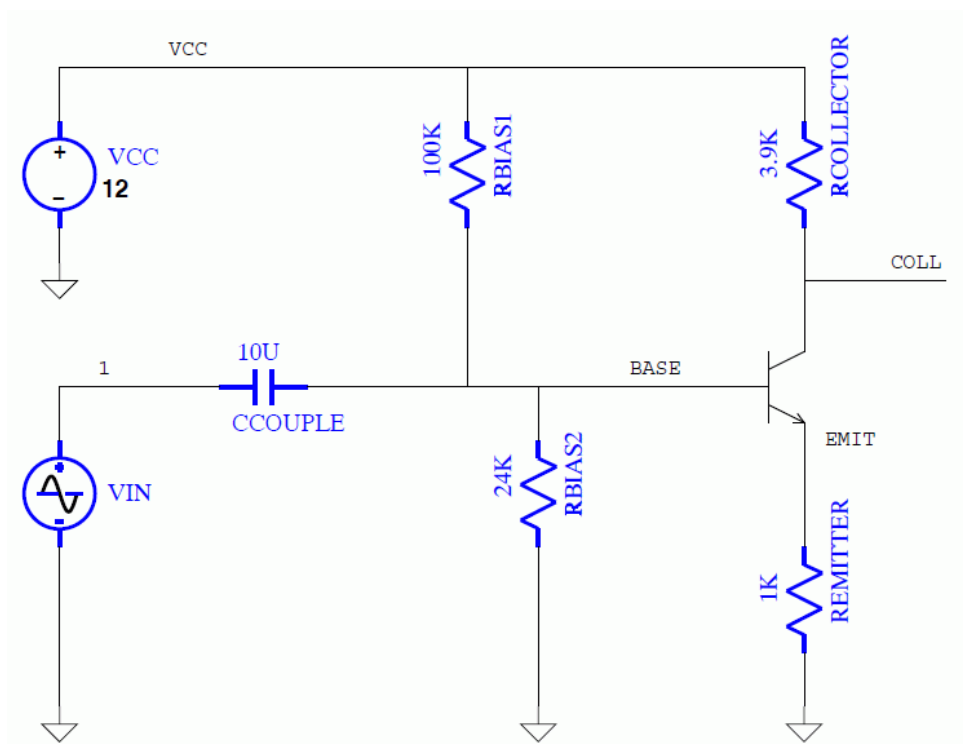 VCC
VCC
+
−
12
100K
RBIAS1
3.9K
RCOLLECTOR
COLL
1
10U
CCOUPLE
BASE
EMIT
VIN
24K
RBIAS2
1K
REMITTER